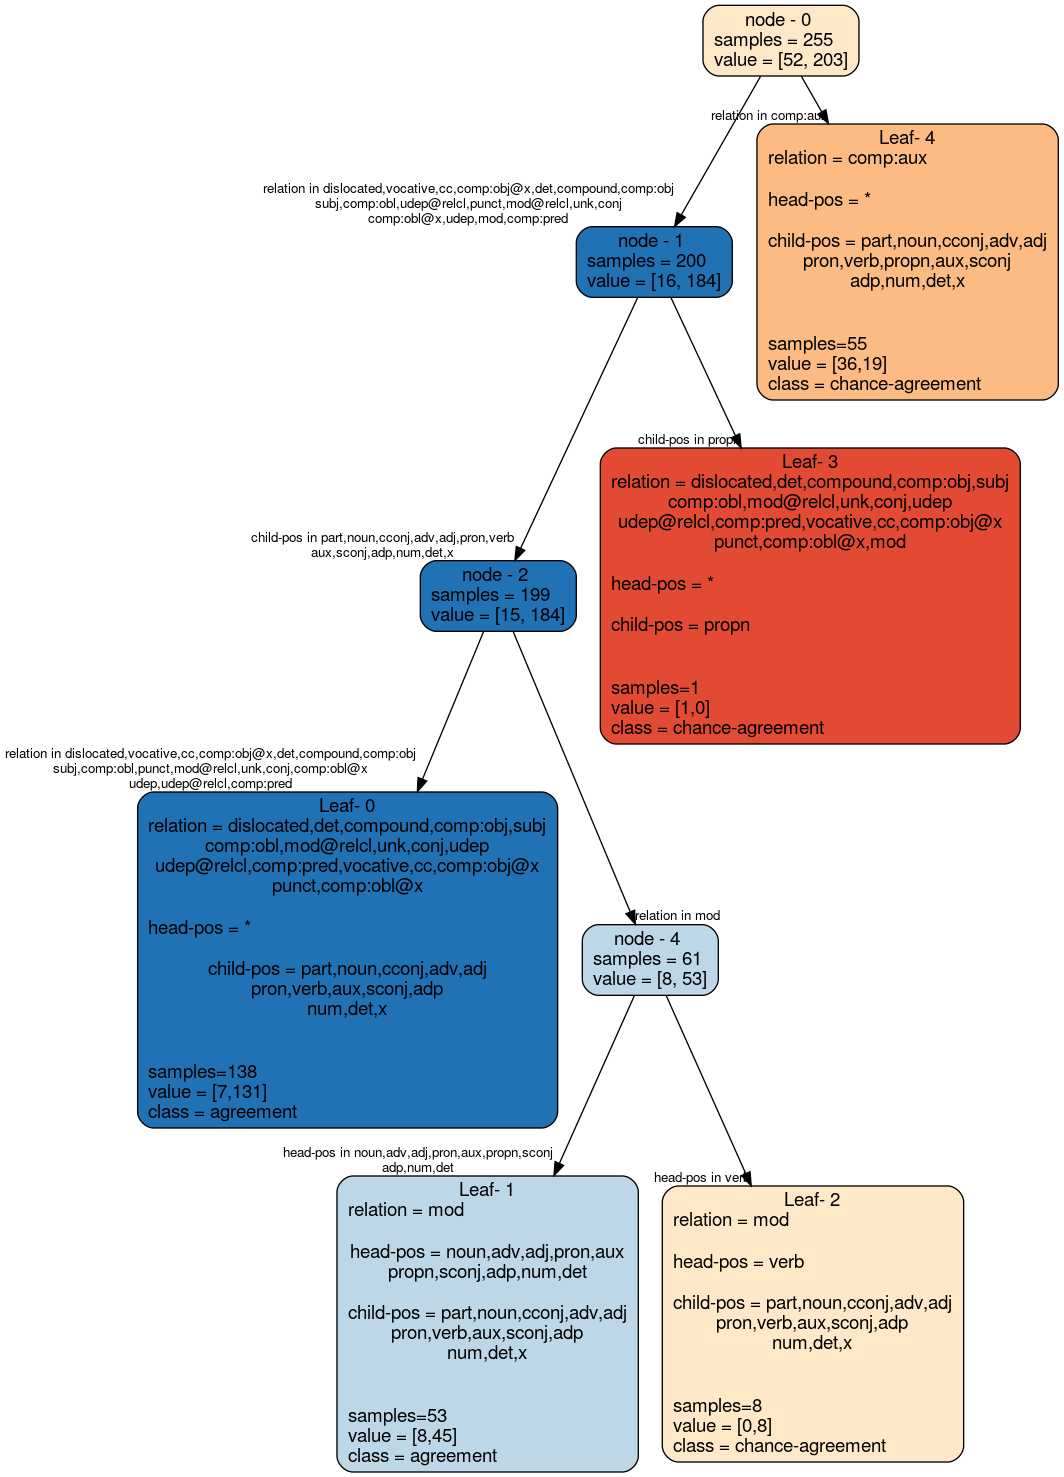 node - 0
samples = 255
value = [52, 203]
relation in comp:aux
Leaf- 4
relation = comp:aux
head-pos = *
child-pos = part,noun,cconj,adv,adj
pron,verb,propn,aux,sconj
adp,num,det,x
samples=55
value = [36,19]
class = chance-agreement
relation in dislocated,vocative,cc,comp:obj@x,det,compound,comp:obj
subj,comp:obl,udep@relcl,punct,mod@relcl,unk,conj
comp:obl@x,udep,mod,comp:pred
node - 1
samples = 200
value = [16, 184]
child-pos in propn
Leaf- 3
relation = dislocated,det,compound,comp:obj,subj
comp:obl,mod@relcl,unk,conj,udep
udep@relcl,comp:pred,vocative,cc,comp:obj@x
punct,comp:obl@x,mod
head-pos = *
child-pos = propn
samples=1
value = [1,0]
class = chance-agreement
child-pos in part,noun,cconj,adv,adj,pron,verb
aux,sconj,adp,num,det,x
node - 2
samples = 199
value = [15, 184]
relation in dislocated,vocative,cc,comp:obj@x,det,compound,comp:obj
subj,comp:obl,punct,mod@relcl,unk,conj,comp:obl@x
udep,udep@relcl,comp:pred
Leaf- 0
relation = dislocated,det,compound,comp:obj,subj
comp:obl,mod@relcl,unk,conj,udep
udep@relcl,comp:pred,vocative,cc,comp:obj@x
punct,comp:obl@x
head-pos = *
child-pos = part,noun,cconj,adv,adj
pron,verb,aux,sconj,adp
num,det,x
samples=138
value = [7,131]
class = agreement
relation in mod
node - 4
samples = 61
value = [8, 53]
head-pos in noun,adv,adj,pron,aux,propn,sconj
adp,num,det
Leaf- 1
relation = mod
head-pos = noun,adv,adj,pron,aux
propn,sconj,adp,num,det
child-pos = part,noun,cconj,adv,adj
pron,verb,aux,sconj,adp
num,det,x
samples=53
value = [8,45]
class = agreement
head-pos in verb
Leaf- 2
relation = mod
head-pos = verb
child-pos = part,noun,cconj,adv,adj
pron,verb,aux,sconj,adp
num,det,x
samples=8
value = [0,8]
class = chance-agreement